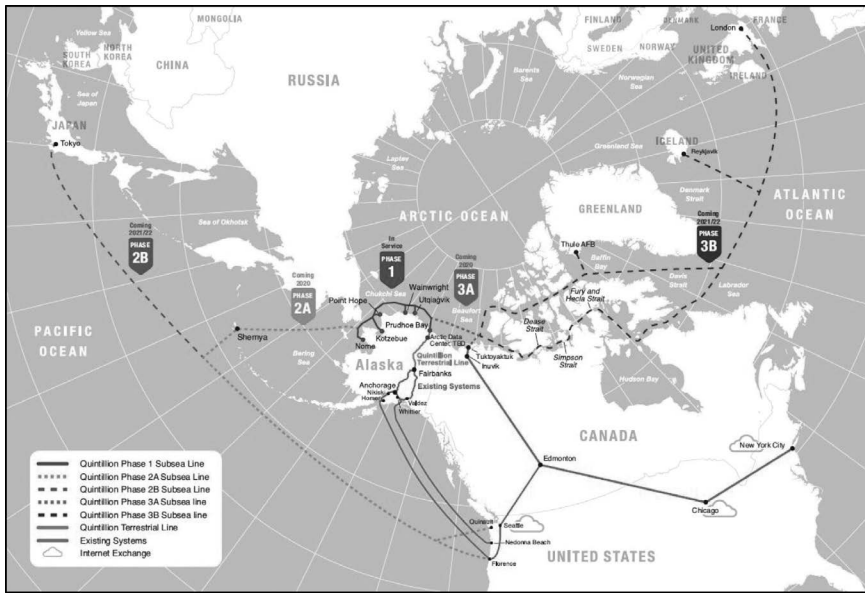 MONGOLIA
Yellow Sea
SOUTH
KOREA
NORTH
KOREA
CHINA
Sea of
Japan
JAPAN
Tokyo
RUSSIA
Sea of Okhotsk
Coming
2021/22
PHASE
2B
PACIFIC
OCEAN
Coming
2020
PHASE
2A
Shemya
Bering
Sea
Laptev
Sea
Barents
Sea
ARCTIC OCEAN
FINLAND
SWEDEN
NORWAY
DENMARK
Norwegian
Sea
London
FRANCE
UNITED
KINGDOM
IRELAND
Greenland Sea
ICELAND
Reykjavik
Denmark
Strait
ATLANTIC
OCEAN
GREENLAND
Thule AFB
Baffin
Bay
Davis
Strait
Labrador
Sea
Coming
2021/22
PHASE
3B
In
Service
PHASE
1
Chukchi Sea
Coming
2020
PHASE
3A
Beaufort
Sea
Point Hope
Wainwright
Utqiaġvik
Prudhoe Bay
Kotzebue
Nome
Arctic Data
Center, TBD
Alaska
Quintillion
Terrestrial Line
Fairbanks
Existing Systems
Anchorage
Nikiski
Homer
Valdez
Whittier
Tuktoyaktuk
Inuvik
Dease
Strait
Fury and
Hecla Strait
Simpson
Strait
Hudson Bay
CANADA
Edmonton
New York City
Chicago
Seattle
Nedonna Beach
Florence
UNITED STATES
Quintillion Phase 1 Subsea Line
Quintillion Phase 2A Subsea Line
Quintillion Phase 2B Subsea Line
Quintillion Phase 3A Subsea line
Quintillion Phase 3B Subsea line
Quintillion Terrestrial Line
Existing Systems
Internet Exchange